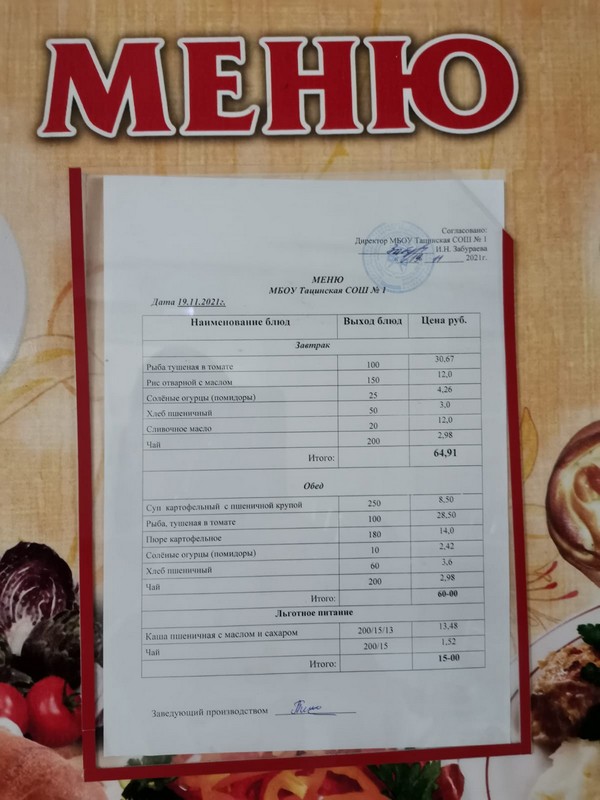 МЕНЮ
Согласовано:
Директор МБОУ Тацинская СОШ № 1
И.Н. Забураева
2021г.
МЕНЮ
МБОУ Тацинская СОШ № 1
Дата 19.11.2021г.
Наименование блюд Выход блюд Цена руб.
Завтрак
Рыба тушеная в томате 100 30,67
Рис отварной с маслом 150 12,0
Солёные огурцы (помидоры) 25 4,26
Хлеб пшеничный 50 3,0
Сливочное масло 20 12,0
Чай 200 2,98
Итого: 64,91
Обед
Суп картофельный с пшеничной крупой 250 8,50
Рыба, тушеная в томате 100 28,50
Пюре картофельное 180 14,0
Солёные огурцы (помидоры) 10 2,42
Хлеб пшеничный 60 3,6
Чай 200 2,98
Итого: 60-00
Льготное питание
Каша пшеничная с маслом и сахаром 200/15/13 13,48
Чай 200/15 1,52
Итого: 15-00
Заведующий производством